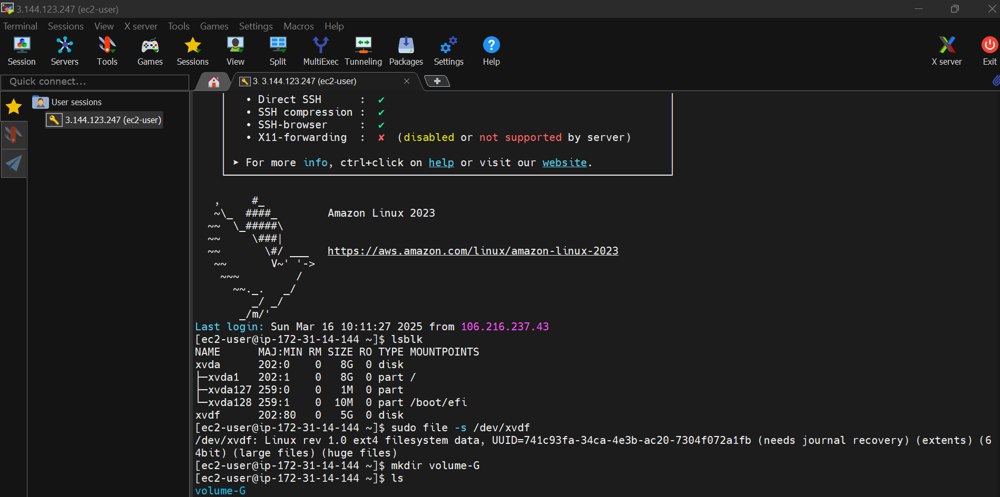 3.144.123.247 (ec2-user)
Terminal Sessions View X server Tools Games Settings Macros Help
Session Servers Tools Games Sessions View Split MultiExec Tunneling Packages Settings Help X server Exit
Quick connect...
3. 3.144.123.247 (ec2-user)
User sessions
3.144.123.247 (ec2-user)
• Direct SSH : ✔
• SSH compression : ✔
• SSH-browser : ✔
• X11-forwarding : ✘ (disabled or not supported by server)
➤ For more info, ctrl+click on help or visit our website.
   ,     #_
   ~\_  ####_        Amazon Linux 2023
  ~~  \_#####\
  ~~     \###|
  ~~       \#/ ___   https://aws.amazon.com/linux/amazon-linux-2023
   ~~       V~' '->
    ~~~         /
      ~~._.   _/
         _/ _/
       _/m/'
Last login: Sun Mar 16 10:11:27 2025 from 106.216.237.43
[ec2-user@ip-172-31-14-144 ~]$ lsblk
NAME      MAJ:MIN RM SIZE RO TYPE MOUNTPOINTS
xvda      202:0    0   8G  0 disk
├─xvda1   202:1    0   8G  0 part /
├─xvda127 259:0    0   1M  0 part
└─xvda128 259:1    0  10M  0 part /boot/efi
xvdf      202:80   0   5G  0 disk
[ec2-user@ip-172-31-14-144 ~]$ sudo file -s /dev/xvdf
/dev/xvdf: Linux rev 1.0 ext4 filesystem data, UUID=741c93fa-34ca-4e3b-ac20-7304f072a1fb (needs journal recovery) (extents) (6
4bit) (large files) (huge files)
[ec2-user@ip-172-31-14-144 ~]$ mkdir volume-G
[ec2-user@ip-172-31-14-144 ~]$ ls
volume-G